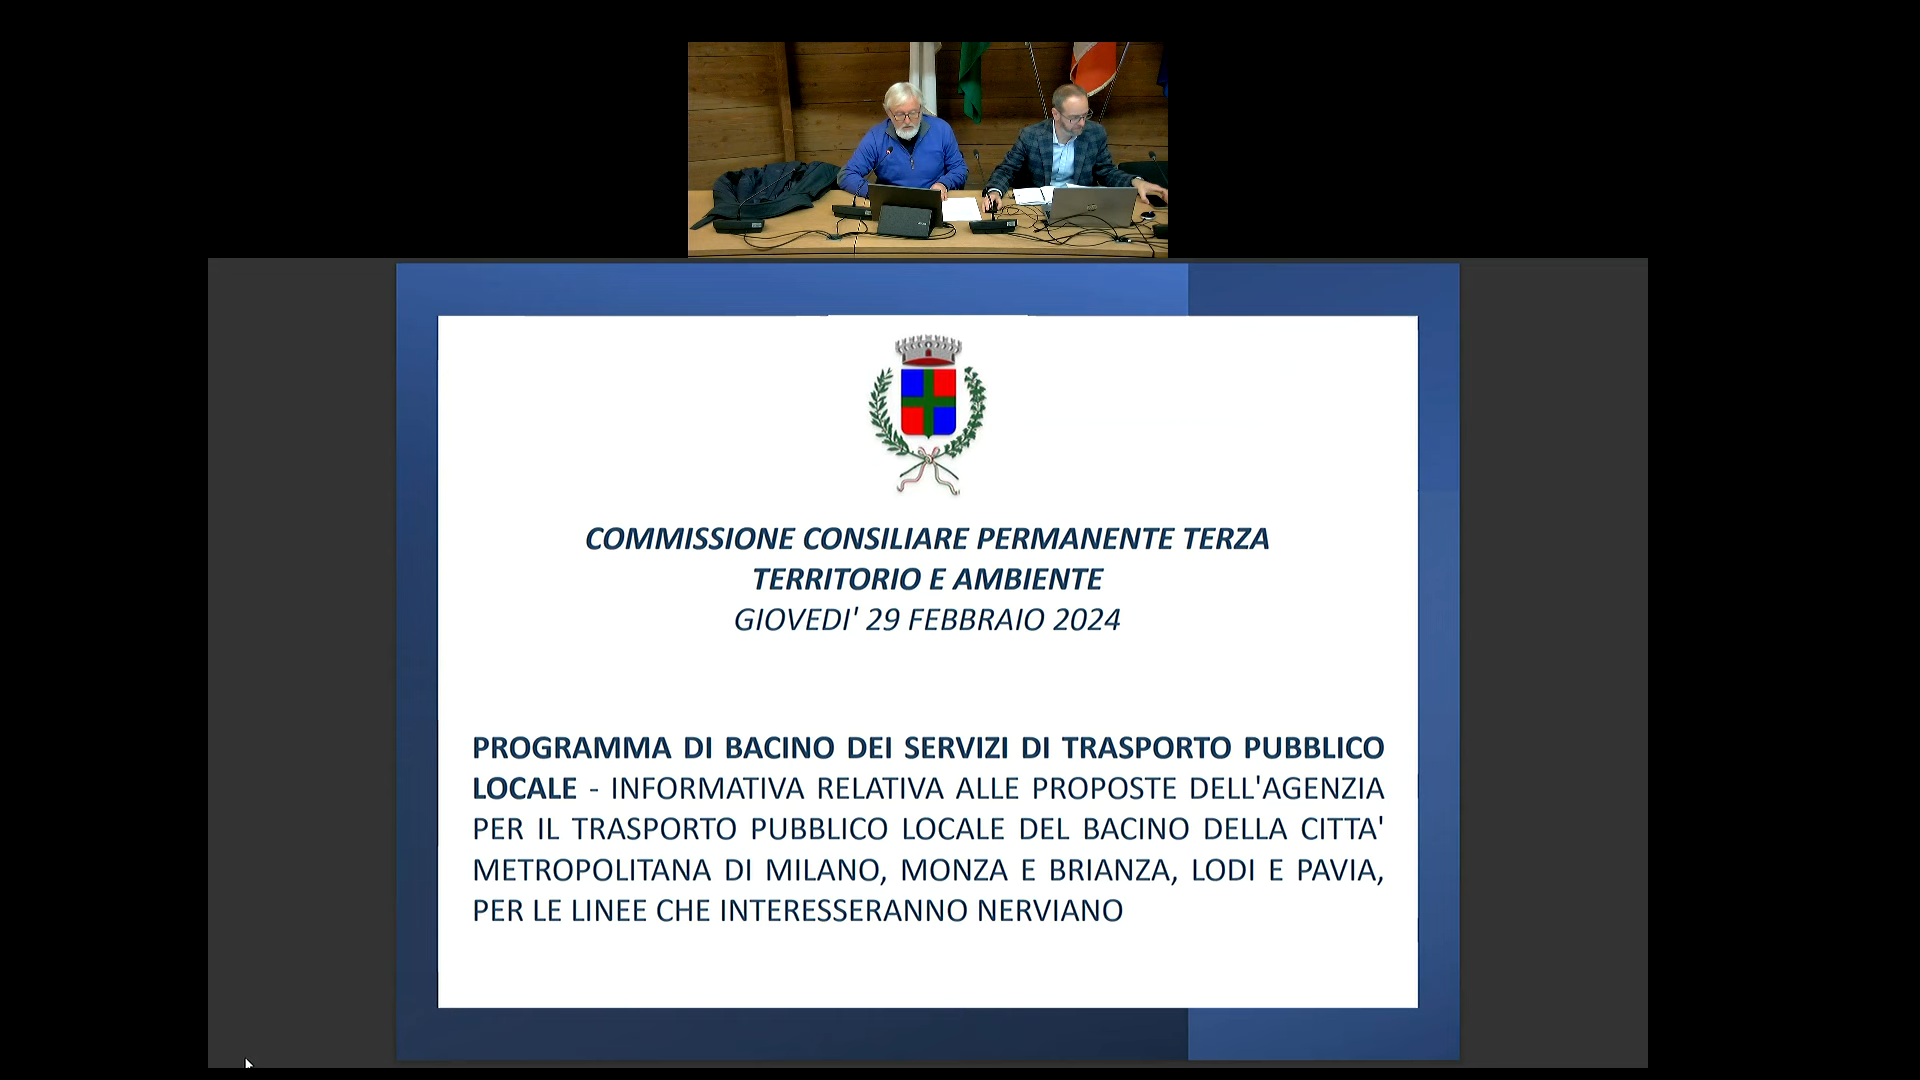 COMMISSIONE CONSILIARE PERMANENTE TERZA
TERRITORIO E AMBIENTE
GIOVEDI' 29 FEBBRAIO 2024
PROGRAMMA DI BACINO DEI SERVIZI DI TRASPORTO PUBBLICO
LOCALE - INFORMATIVA RELATIVA ALLE PROPOSTE DELL'AGENZIA
PER IL TRASPORTO PUBBLICO LOCALE DEL BACINO DELLA CITTA'
METROPOLITANA DI MILANO, MONZA E BRIANZA, LODI E PAVIA,
PER LE LINEE CHE INTERESSERANNO NERVIANO